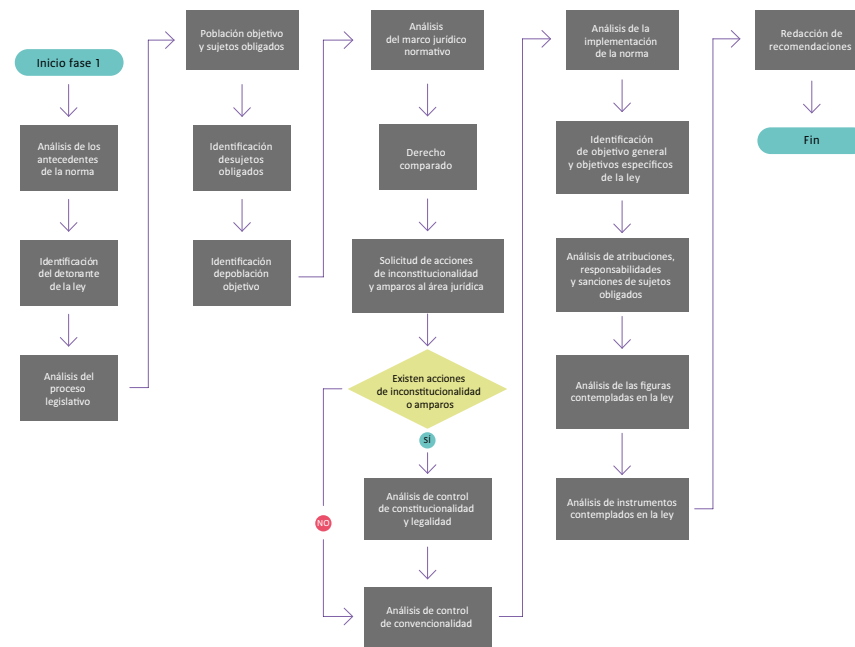 Inicio fase 1
Análisis de los
antecedentes
de la norma
Identificación
del detonante
de la ley
Análisis del
proceso
legislativo
Población objetivo
y sujetos obligados
Identificación
desujetos
obligados
Identificación
depoblación
objetivo
Análisis
del marco jurídico
normativo
Derecho
comparado
Solicitud de acciones
de inconstitucionalidad
y amparos al área jurídica
Existen acciones
de inconstitucionalidad
o amparos
SÍ
NO
Análisis de control
de constitucionalidad
y legalidad
Análisis de control
de convencionalidad
Análisis de la
implementación
de la norma
Identificación
de objetivo general
y objetivos específicos
de la ley
Análisis de atribuciones,
responsabilidades
y sanciones de sujetos
obligados
Análisis de las figuras
contempladas en la ley
Análisis de instrumentos
contemplados en la ley
Redacción de
recomendaciones
Fin